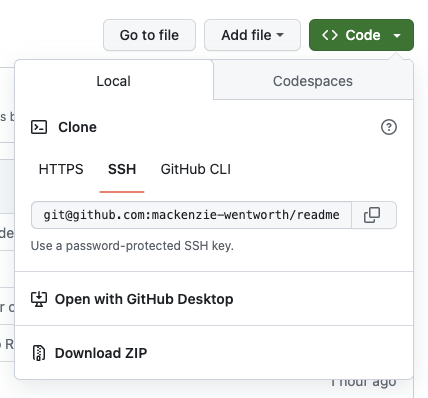 Go to file
Add file
<> Code
Local
Codespaces
Clone
HTTPS
SSH
GitHub CLI
git@github.com:mackenzie-wentworth/readme
Use a password-protected SSH key.
Open with GitHub Desktop
Download ZIP
1 hour ago